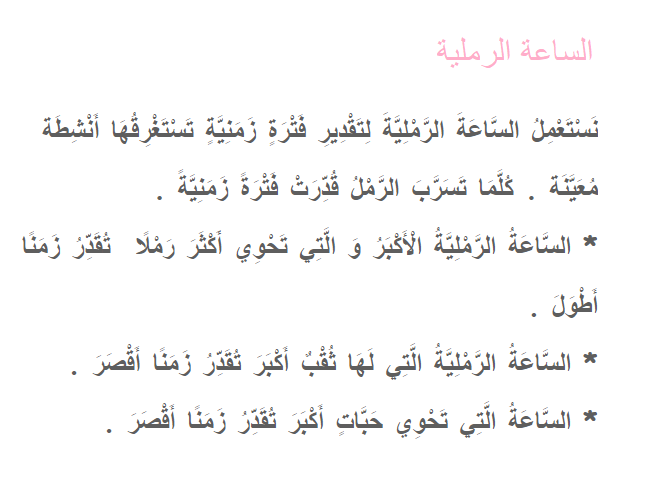 الساعة الرملية
نَسْتَعْمِلُ السَّاعَةَ الرَّمْلِيَّةَ لِتَقْدِيرِ فَتْرَةٍ زَمَنِيَّةٍ تَسْتَغْرِقُهَا أَنْشِطَة
مُعَيَّنَة . كُلَّمَا تَسَرَّبَ الرَّمْلُ قُدِّرَتْ فَتْرَةً زَمَنِيَّةً .
* السَّاعَةُ الرَّمْلِيَّةُ الْأَكْبَرُ وَ الَّتِي تَحْوِي أكْثَرَ رَمْلًا تُقَدِّرُ زَمَنًا
أَطْوَلَ .
* السَّاعَةُ الرَّمْلِيَّةُ الَّتِي لَهَا ثُقْبٌ أَكْبَرَ تُقَدِّرُ زَمَنًا أَقْصَرَ .
* السَّاعَةُ الَّتِي تَحْوِي حَبَّاتٍ أَكْبَرَ تُقَدِّرُ زَمَنًا أَقْصَرَ .